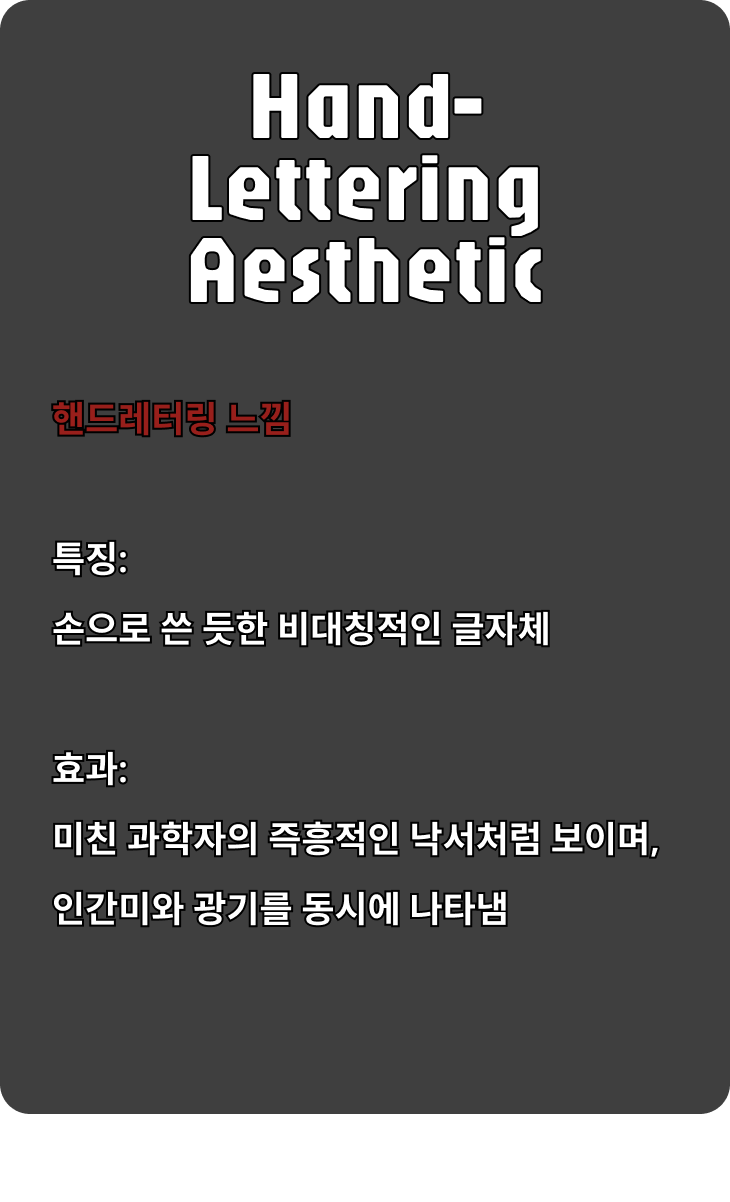 Hand-
Lettering
Aesthetic
핸드레터링 느낌
특징:
손으로 쓴 듯한 비대칭적인 글자체
효과:
미친 과학자의 즉흥적인 낙서처럼 보이며,
인간미와 광기를 동시에 나타냄